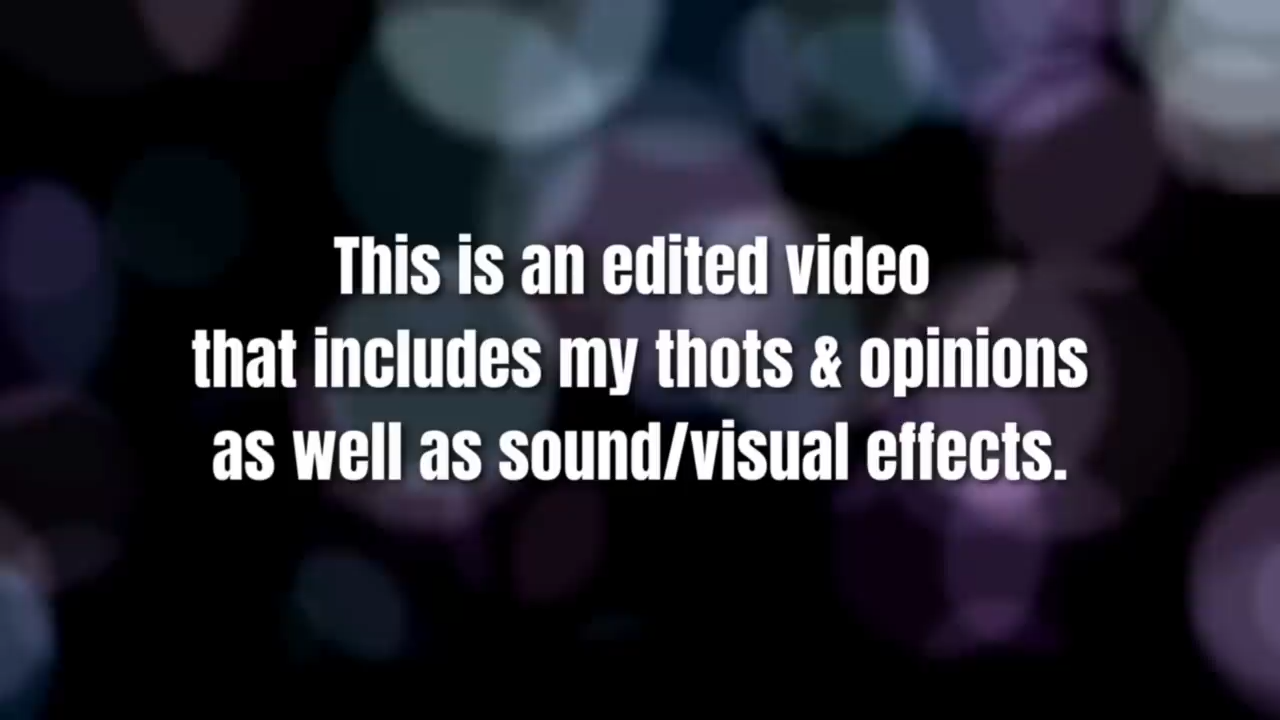 This is an edited video
that includes my thots & opinions
as well as sound/visual effects.